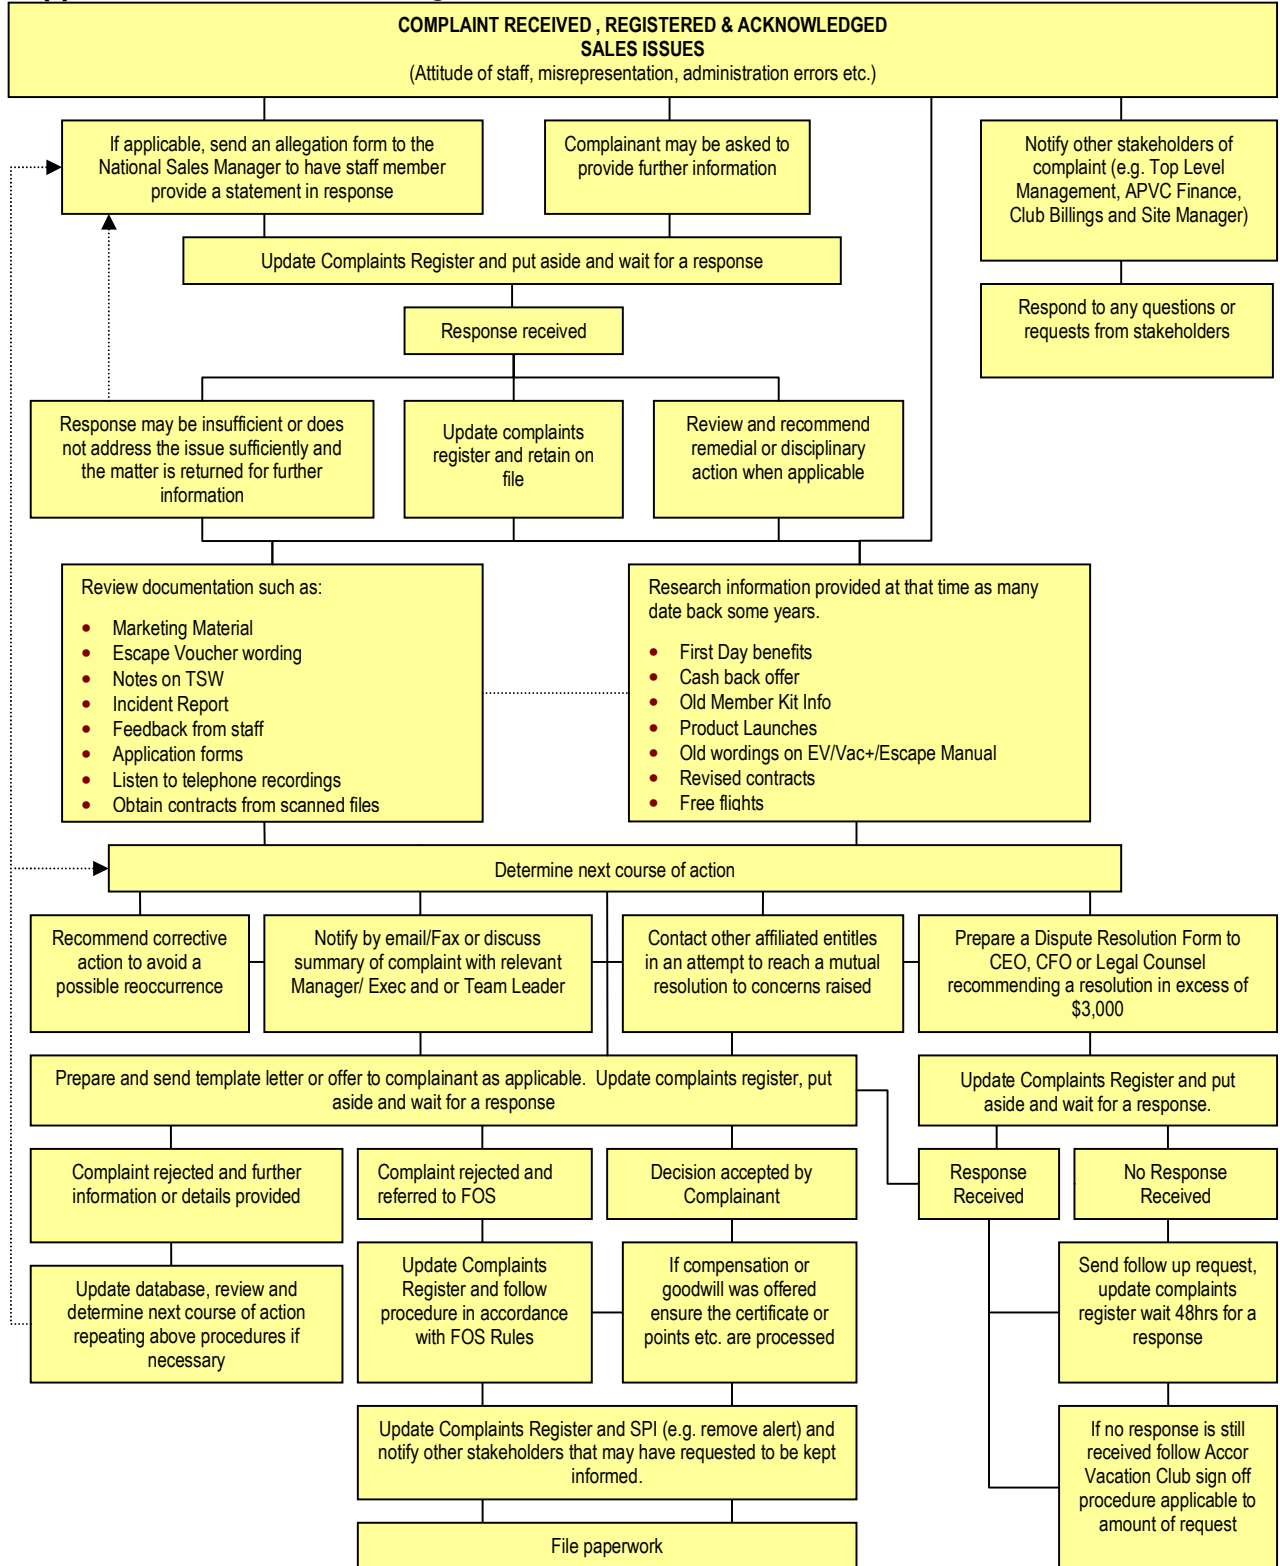 COMPLAINT RECEIVED , REGISTERED & ACKNOWLEDGED
SALES ISSUES
(Attitude of staff, misrepresentation, administration errors etc.)
If applicable, send an allegation form to the
National Sales Manager to have staff member
provide a statement in response
Complainant may be asked to
provide further information
Notify other stakeholders of
complaint (e.g. Top Level
Management, APVC Finance,
Club Billings and Site Manager)
Update Complaints Register and put aside and wait for a response
Respond to any questions or
requests from stakeholders
Response received
Response may be insufficient or does
not address the issue sufficiently and
the matter is returned for further
information
Update complaints
register and retain on
file
Review and recommend
remedial or disciplinary
action when applicable
Review documentation such as:
• Marketing Material
• Escape Voucher wording
• Notes on TSW
• Incident Report
• Feedback from staff
• Application forms
• Listen to telephone recordings
• Obtain contracts from scanned files
Research information provided at that time as many
date back some years.
• First Day benefits
• Cash back offer
• Old Member Kit Info
• Product Launches
• Old wordings on EV/Vac+/Escape Manual
• Revised contracts
• Free flights
Determine next course of action
Recommend corrective
action to avoid a
possible reoccurrence
Notify by email/Fax or discuss
summary of complaint with relevant
Manager/ Exec and or Team Leader
Contact other affiliated entitles
in an attempt to reach a mutual
resolution to concerns raised
Prepare a Dispute Resolution Form to
CEO, CFO or Legal Counsel
recommending a resolution in excess of
$3,000
Prepare and send template letter or offer to complainant as applicable. Update complaints register, put
aside and wait for a response
Update Complaints Register and put
aside and wait for a response.
Complaint rejected and further
information or details provided
Complaint rejected and
referred to FOS
Decision accepted by
Complainant
Response
Received
No Response
Received
Update database, review and
determine next course of action
repeating above procedures if
necessary
Update Complaints
Register and follow
procedure in accordance
with FOS Rules
If compensation or
goodwill was offered
ensure the certificate or
points etc. are processed
Send follow up request,
update complaints
register wait 48hrs for a
response
Update Complaints Register and SPI (e.g. remove alert) and
notify other stakeholders that may have requested to be kept
informed.
If no response is still
received follow Accor
Vacation Club sign off
procedure applicable to
amount of request
File paperwork